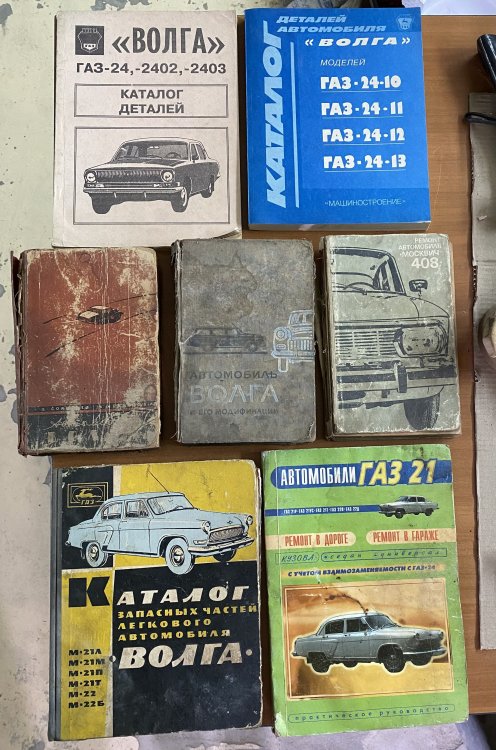 «ВОЛГА»
ГАЗ-24, -2402, -2403
КАТАЛОГ
ДЕТАЛЕЙ
КАТАЛОГ
ДЕТАЛЕЙ
АВТОМОБИЛЯ
«ВОЛГА»
МОДЕЛЕЙ
ГАЗ-24-10
ГАЗ-24-11
ГАЗ-24-12
ГАЗ-24-13
«МАШИНОСТРОЕНИЕ»
АВТОМОБИЛЬ
ВОЛГА
И ЕГО МОДИФИКАЦИИ
РЕМОНТ
АВТОМОБИЛЯ
«МОСКВИЧ-
408»
ГАЗ
КАТАЛОГ
ЗАПАСНЫХ ЧАСТЕЙ
ЛЕГКОВОГО
АВТОМОБИЛЯ
«ВОЛГА»
М-21Л
М-21М
М-21П
М-21Т
М-22
М-22Б
АВТОМОБИЛИ ГАЗ 21
РЕМОНТ В ДОРОГЕ
РЕМОНТ В ГАРАЖЕ
КУЗОВА: «седан» «универсал»
С УЧЕТОМ ВЗАИМОЗАМЕНЯЕМОСТИ С ГАЗ-24
практическое руководство